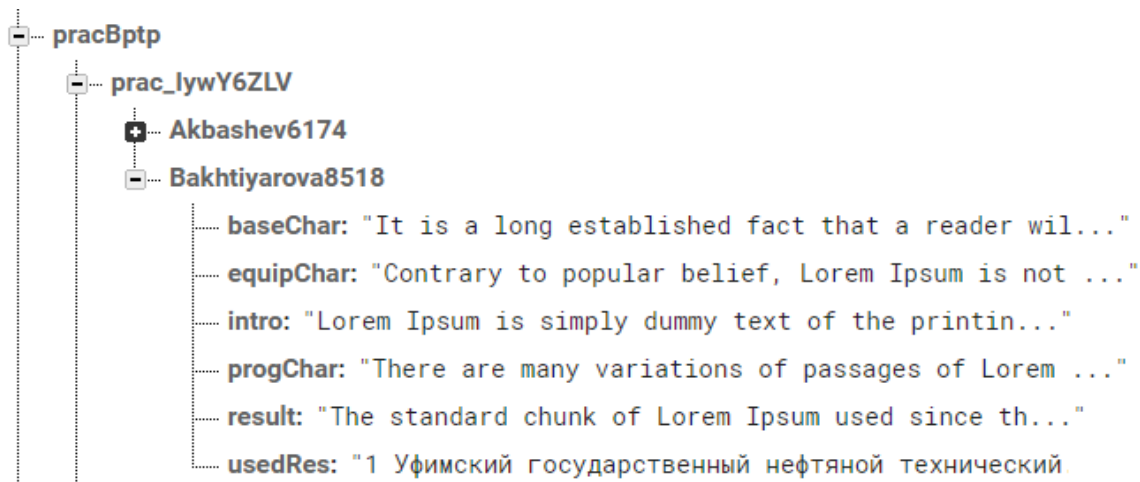 pracBptp
prac_lywY6ZLV
Akbashev6174
Bakhtiyarova8518
baseChar: "It is a long established fact that a reader wil..."
equipChar: "Contrary to popular belief, Lorem Ipsum is not ..."
intro: "Lorem Ipsum is simply dummy text of the printin..."
progChar: "There are many variations of passages of Lorem ..."
result: "The standard chunk of Lorem Ipsum used since th..."
usedRes: "1 Уфимский государственный нефтяной технический